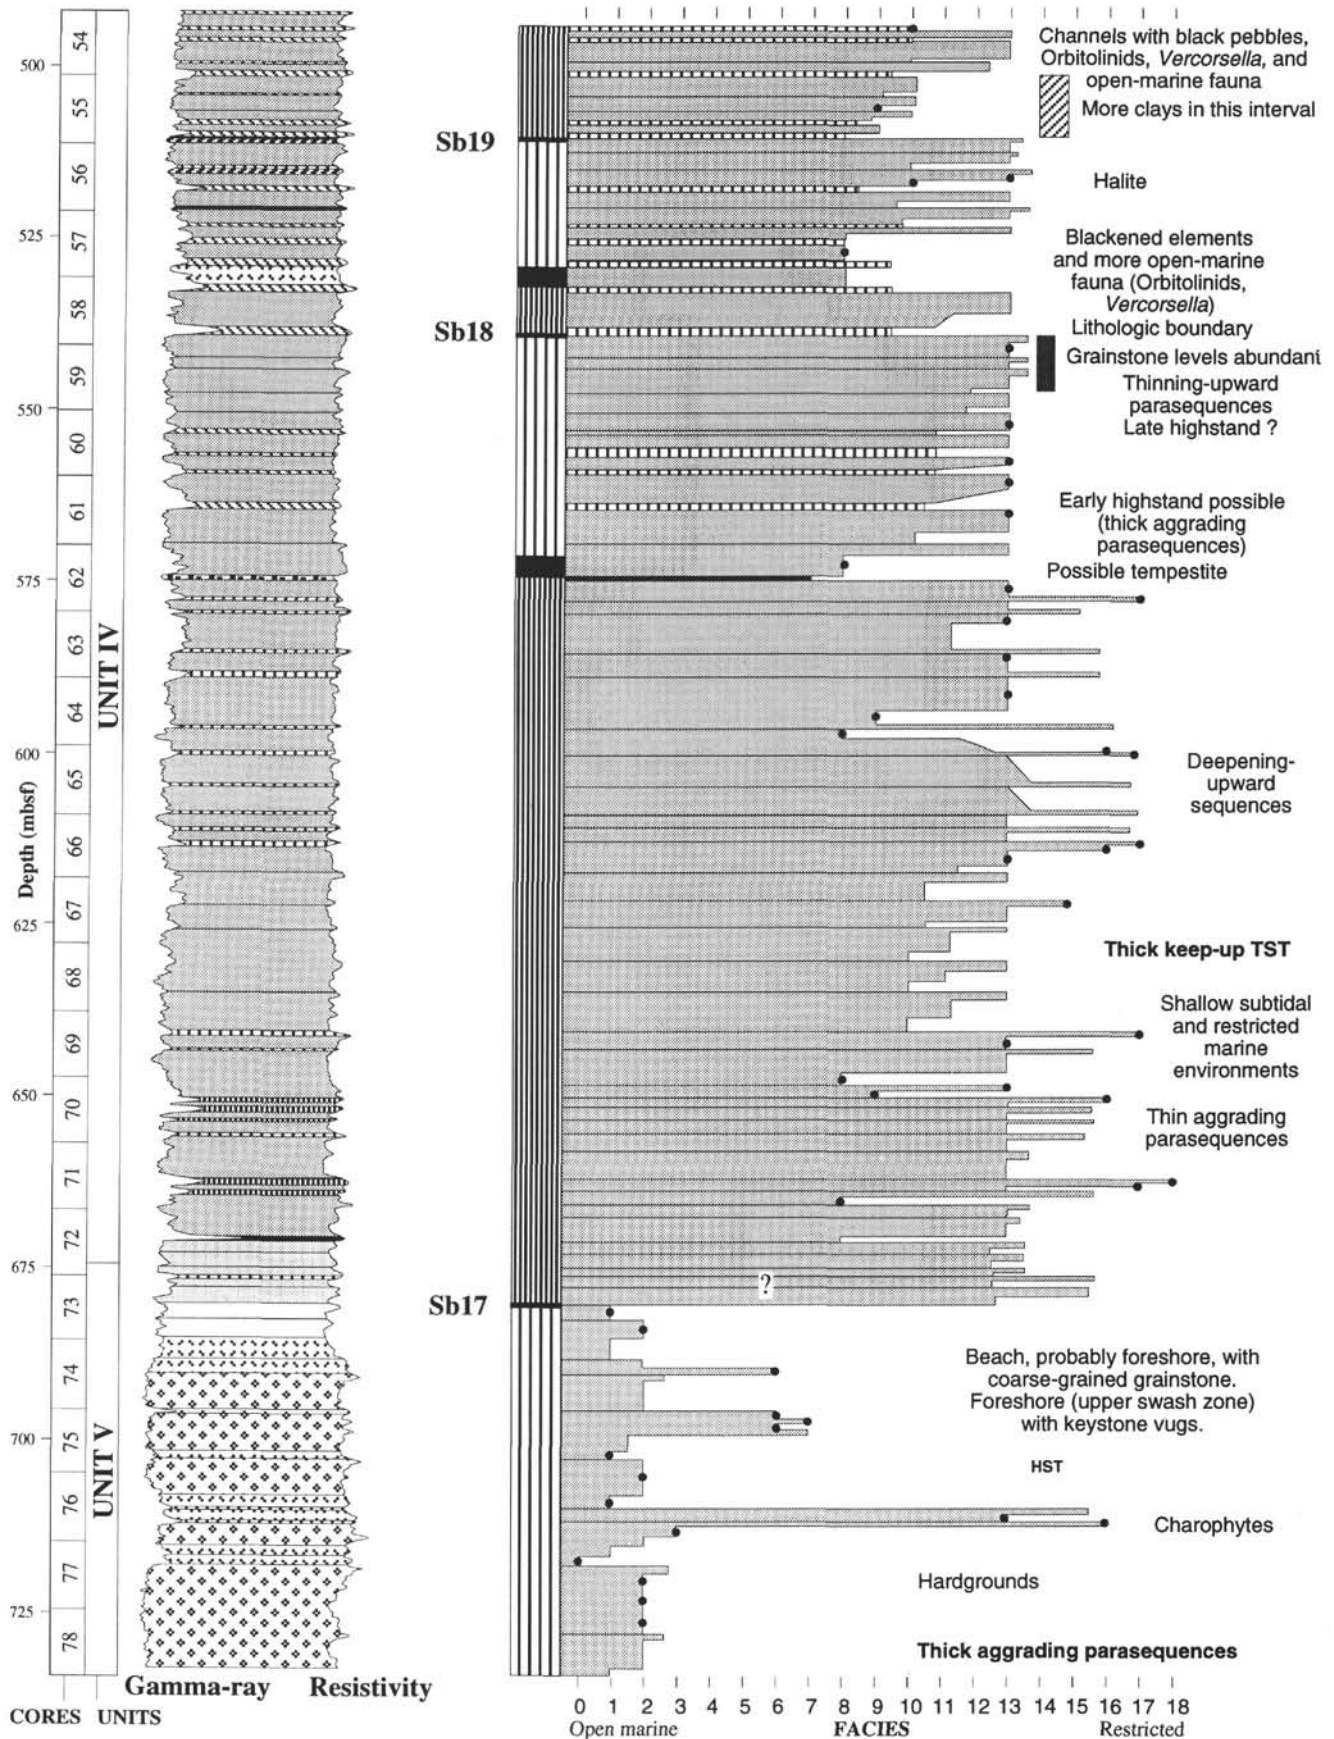 Channels with black pebbles,
Orbitolinids, Vercorsella, and
open-marine fauna
More clays in this interval
Halite
Blackened elements
and more open-marine
fauna (Orbitolinids,
Vercorsella)
Lithologic boundary
Grainstone levels abundant
Thinning-upward
parasequences
Late highstand ?
Early highstand possible
(thick aggrading
parasequences)
Possible tempestite
Deepening-
upward
sequences
Thick keep-up TST
Shallow subtidal
and restricted
marine
environments
Thin aggrading
parasequences
Beach, probably foreshore, with
coarse-grained grainstone.
Foreshore (upper swash zone)
with keystone vugs.
HST
Charophytes
Hardgrounds
Thick aggrading parasequences
Sb19
Sb18
Sb17
?
Depth (mbsf)
500
525
550
575
600
625
650
675
700
725
54
55
56
57
58
59
60
61
62
63
64
65
66
67
68
69
70
71
72
73
74
75
76
77
78
UNIT IV
UNIT V
Gamma-ray Resistivity
CORES UNITS
0 1 2 3 4 5 6 7 8 9 10 11 12 13 14 15 16 17 18
Open marine FACIES Restricted